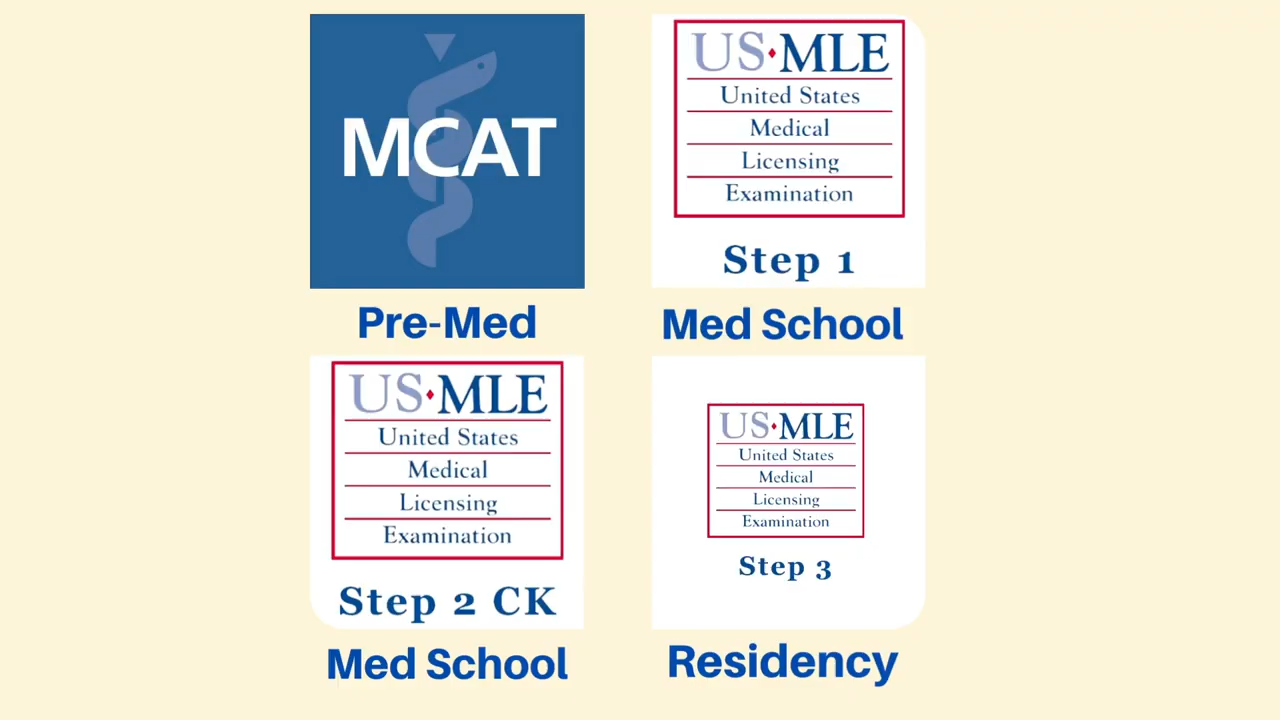 MCAT
Pre-Med
US•MLE
United States
Medical
Licensing
Examination
Step 1
Med School
US•MLE
United States
Medical
Licensing
Examination
Step 2 CK
Med School
US•MLE
United States
Medical
Licensing
Examination
Step 3
Residency